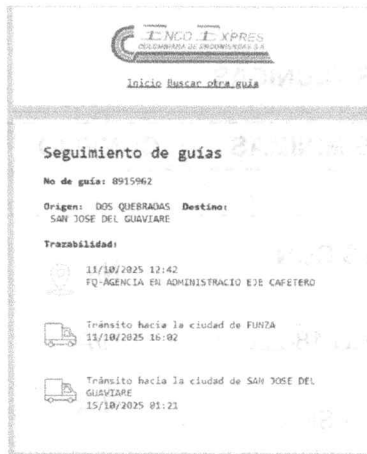 ENCO EXPRES
COLOMBIANA DE ENCOMIENDAS S.A
Inicio Buscar otra guía
Seguimiento de guías
No de guía: 8915962
Origen: DOS QUEBRADAS Destino:
SAN JOSE DEL GUAVIARE
Trazabilidad:
11/10/2025 12:42
FQ-AGENCIA EN ADMINISTRACIO EJE CAFETERO
Tránsito hacia la ciudad de FUNZA
11/10/2025 16:02
Tránsito hacia la ciudad de SAN JOSE DEL
GUAVIARE
15/10/2025 01:21